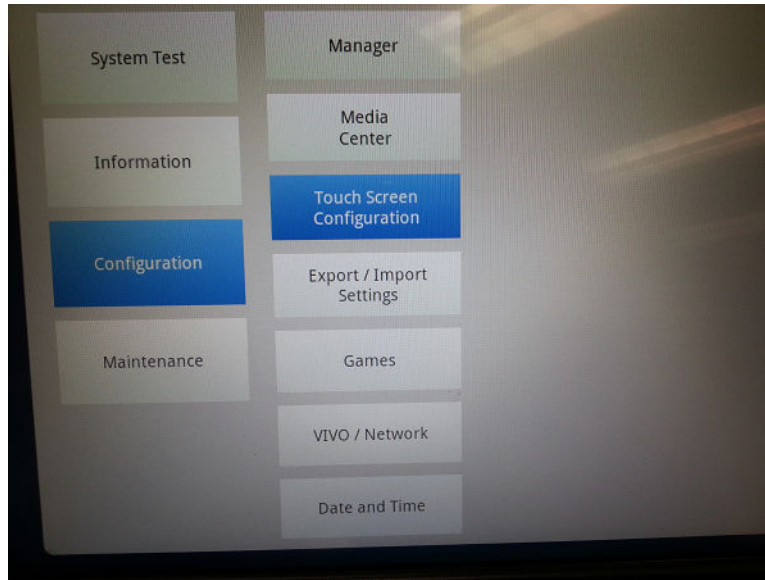 System Test
Information
Configuration
Maintenance
Manager
Media
Center
Touch Screen
Configuration
Export / Import
Settings
Games
VIVO / Network
Date and Time